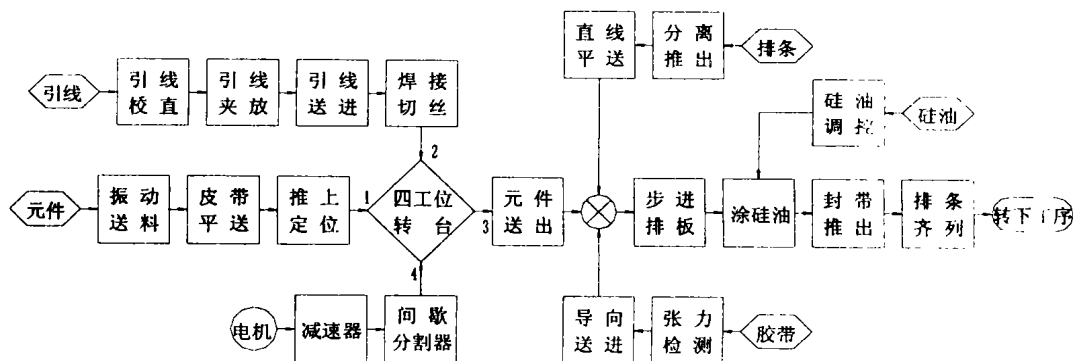 直线
平送
分离
推出
排条
引线
引线
校直
引线
夹放
引线
送进
焊接
切丝
硅油
调控
硅油
2
元件
振动
送料
皮带
平送
推上
定位
1
四工位
转台
3
元件
送出
步进
排板
涂硅油
封带
推出
排条
齐列
转下工序
4
电机
减速器
间歇
分割器
导向
送进
张力
检测
胶带